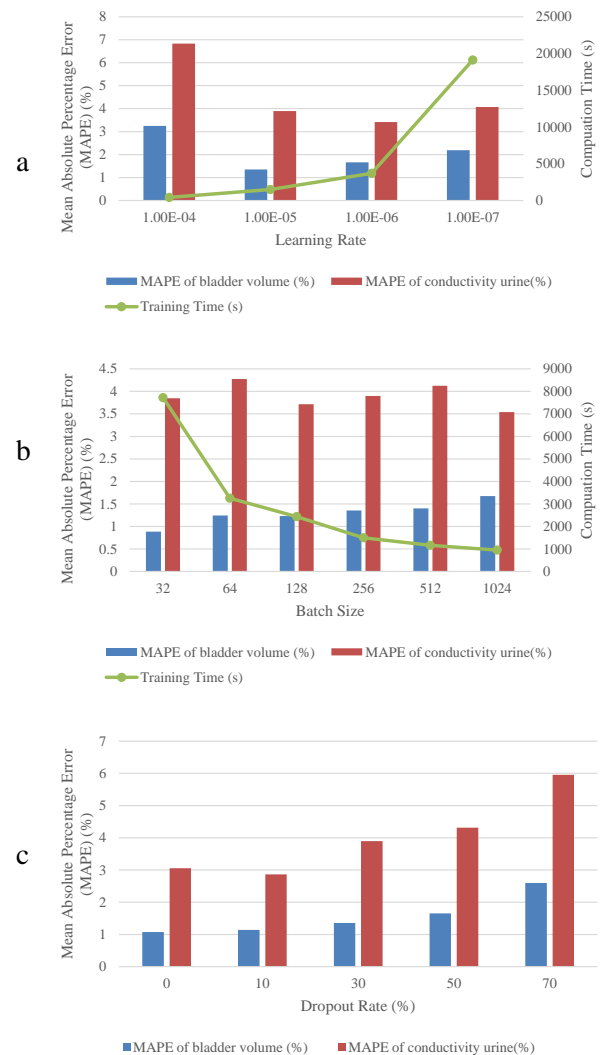 a
Mean Absolute Percentage Error
(MAPE) (%)
8
7
6
5
4
3
2
1
0
25000
20000
15000
10000
5000
0
Compuation Time (s)
1.00E-04 1.00E-05 1.00E-06 1.00E-07
Learning Rate
MAPE of bladder volume (%) MAPE of conductivity urine(%)
Training Time (s)
b
Mean Absolute Percentage Error
(MAPE) (%)
4.5
4
3.5
3
2.5
2
1.5
1
0.5
0
9000
8000
7000
6000
5000
4000
3000
2000
1000
0
Compuation Time (s)
32 64 128 256 512 1024
Batch Size
MAPE of bladder volume (%) MAPE of conductivity urine(%)
Training Time (s)
c
Mean Absolute Percentage Error
(MAPE) (%)
7
6
5
4
3
2
1
0
0 10 30 50 70
Dropout Rate (%)
MAPE of bladder volume (%) MAPE of conductivity urine(%)